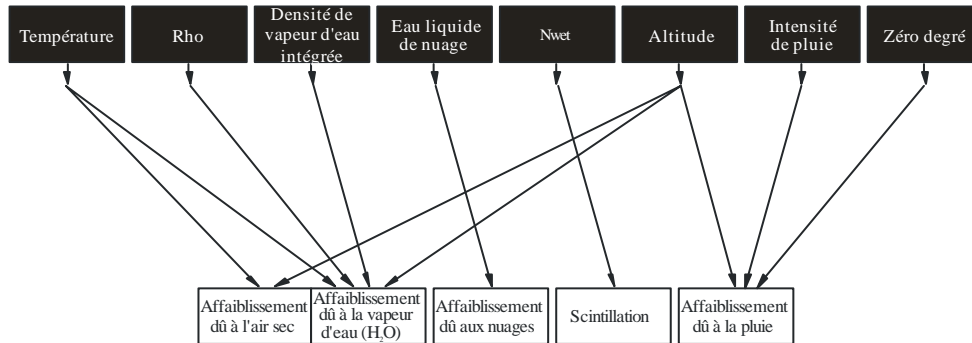 Température
Rho
Densité de
vapeur d'eau
intégrée
Eau liquide
de nuage
Nwet
Altitude
Intensité
de pluie
Zéro degré
Affaiblissement
dû à l'air sec
Affaiblissement
dû à la vapeur
d'eau (H₂O)
Affaiblissement
dû aux nuages
Scintillation
Affaiblissement
dû à la pluie